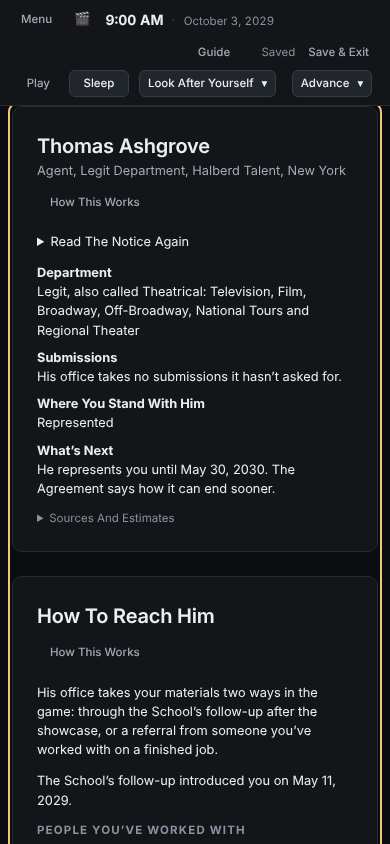 Menu 🎬 9:00 AM · October 3, 2029
Guide Saved Save & Exit
Play Sleep Look After Yourself ▾ Advance ▾
Thomas Ashgrove
Agent, Legit Department, Halberd Talent, New York
How This Works
▶ Read The Notice Again
Department
Legit, also called Theatrical: Television, Film,
Broadway, Off-Broadway, National Tours and
Regional Theater
Submissions
His office takes no submissions it hasn’t asked for.
Where You Stand With Him
Represented
What’s Next
He represents you until May 30, 2030. The
Agreement says how it can end sooner.
▶ Sources And Estimates
How To Reach Him
How This Works
His office takes your materials two ways in the
game: through the School’s follow-up after the
showcase, or a referral from someone you’ve
worked with on a finished job.
The School’s follow-up introduced you on May 11,
2029.
PEOPLE YOU’VE WORKED WITH